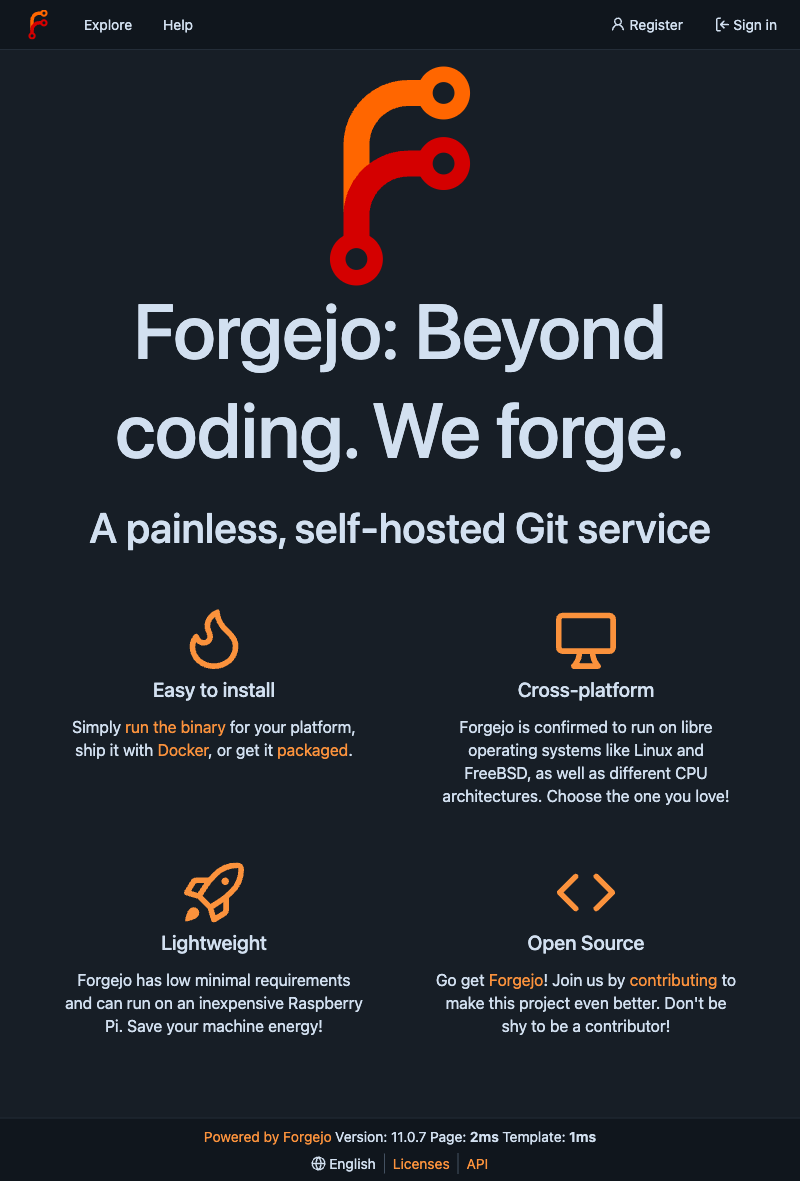 Explore Help Register Sign in
Forgejo: Beyond
coding. We forge.
A painless, self-hosted Git service
Easy to install
Simply run the binary for your platform,
ship it with Docker, or get it packaged.
Cross-platform
Forgejo is confirmed to run on libre
operating systems like Linux and
FreeBSD, as well as different CPU
architectures. Choose the one you love!
Lightweight
Forgejo has low minimal requirements
and can run on an inexpensive Raspberry
Pi. Save your machine energy!
Open Source
Go get Forgejo! Join us by contributing to
make this project even better. Don't be
shy to be a contributor!
Powered by Forgejo Version: 11.0.7 Page: 2ms Template: 1ms
English Licenses API